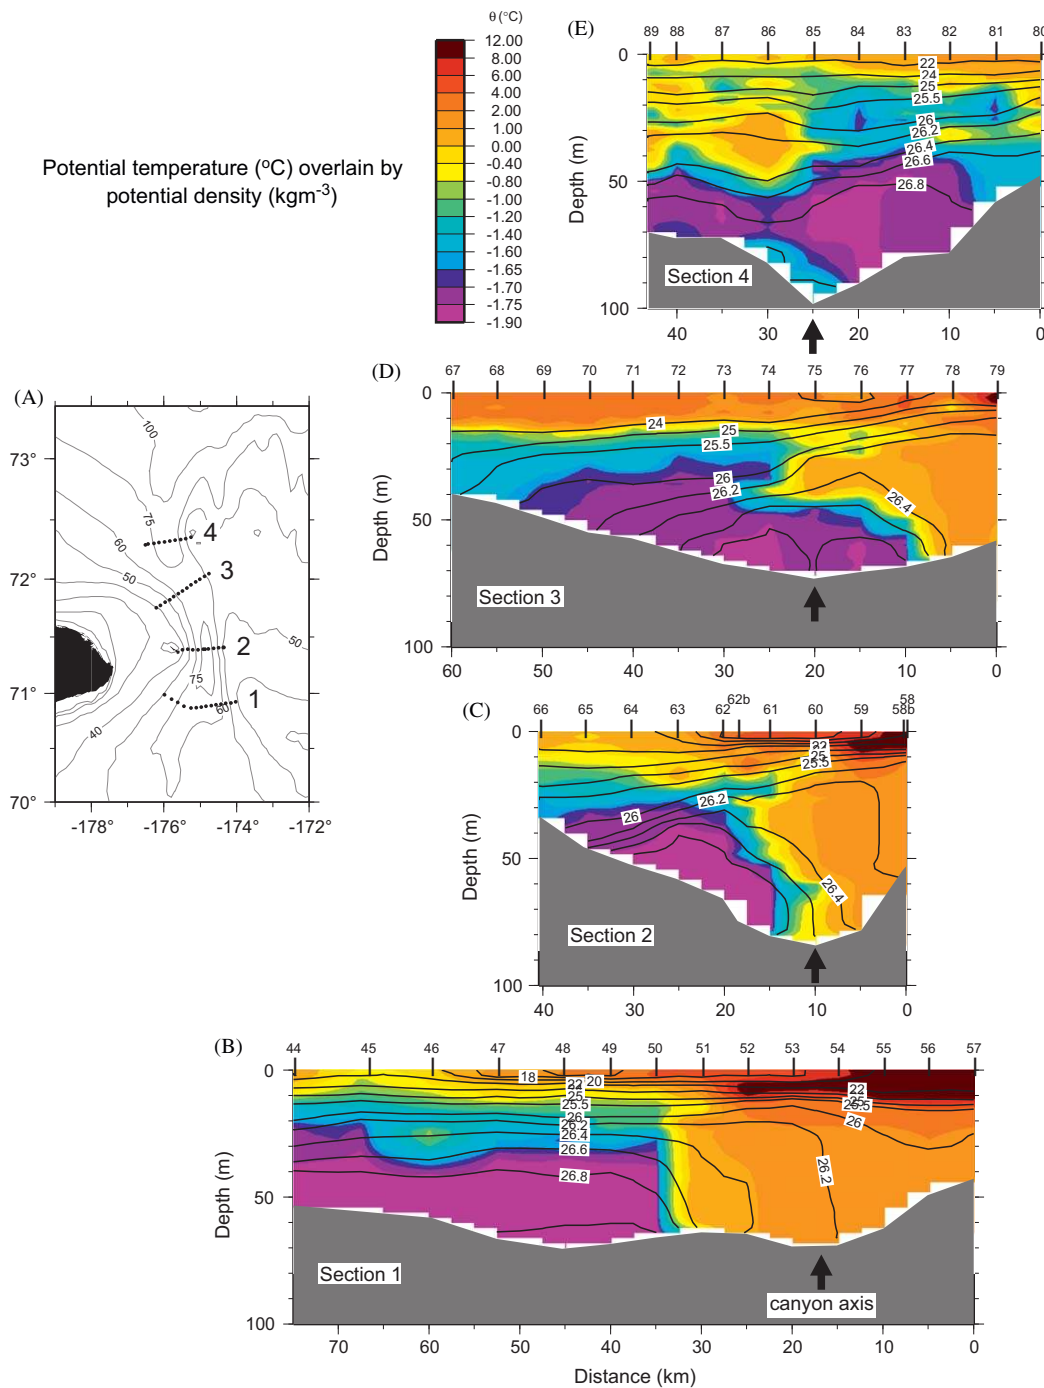 θ (°C)
12.00
8.00
6.00
4.00
2.00
1.00
0.00
-0.40
-0.80
-1.00
-1.20
-1.60
-1.65
-1.70
-1.75
-1.90
Potential temperature (ºC) overlain by
potential density (kgm-3)
(E)
89 88 87 86 85 84 83 82 81 80
0
50
100
Depth (m)
22
24
25
25.5
26
26.2
26.4
26.6
26.8
Section 4
40 30 20 10 0
(D)
67 68 69 70 71 72 73 74 75 76 77 78 79
0
50
100
Depth (m)
24
25
25.5
26
26.2
26.4
Section 3
60 50 40 30 20 10 0
(A)
73°
72°
71°
70°
-178° -176° -174° -172°
100
75
60
50
50
75
60
40
4
3
2
1
(C)
66 65 64 63 62 62b 61 60 59 58
58b
0
50
100
Depth (m)
22
25
25.5
26
26.2
26.4
Section 2
40 30 20 10 0
(B)
44 45 46 47 48 49 50 51 52 53 54 55 56 57
0
50
100
Depth (m)
18
20
22
25
25.5
26
26.2
26.4
26.6
26.8
22
25
25.5
26
26.2
Section 1
canyon axis
70 60 50 40 30 20 10 0
Distance (km)